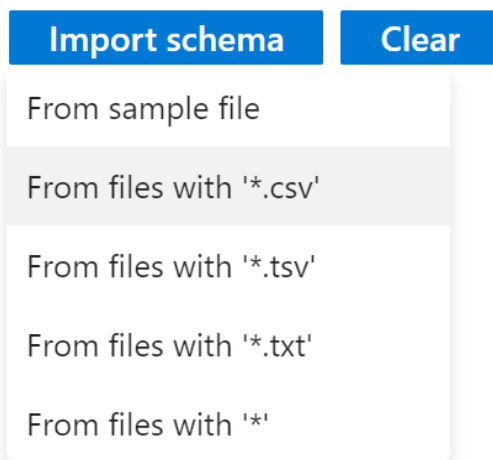 Import schema Clear
From sample file
From files with '*.csv'
From files with '*.tsv'
From files with '*.txt'
From files with '*'